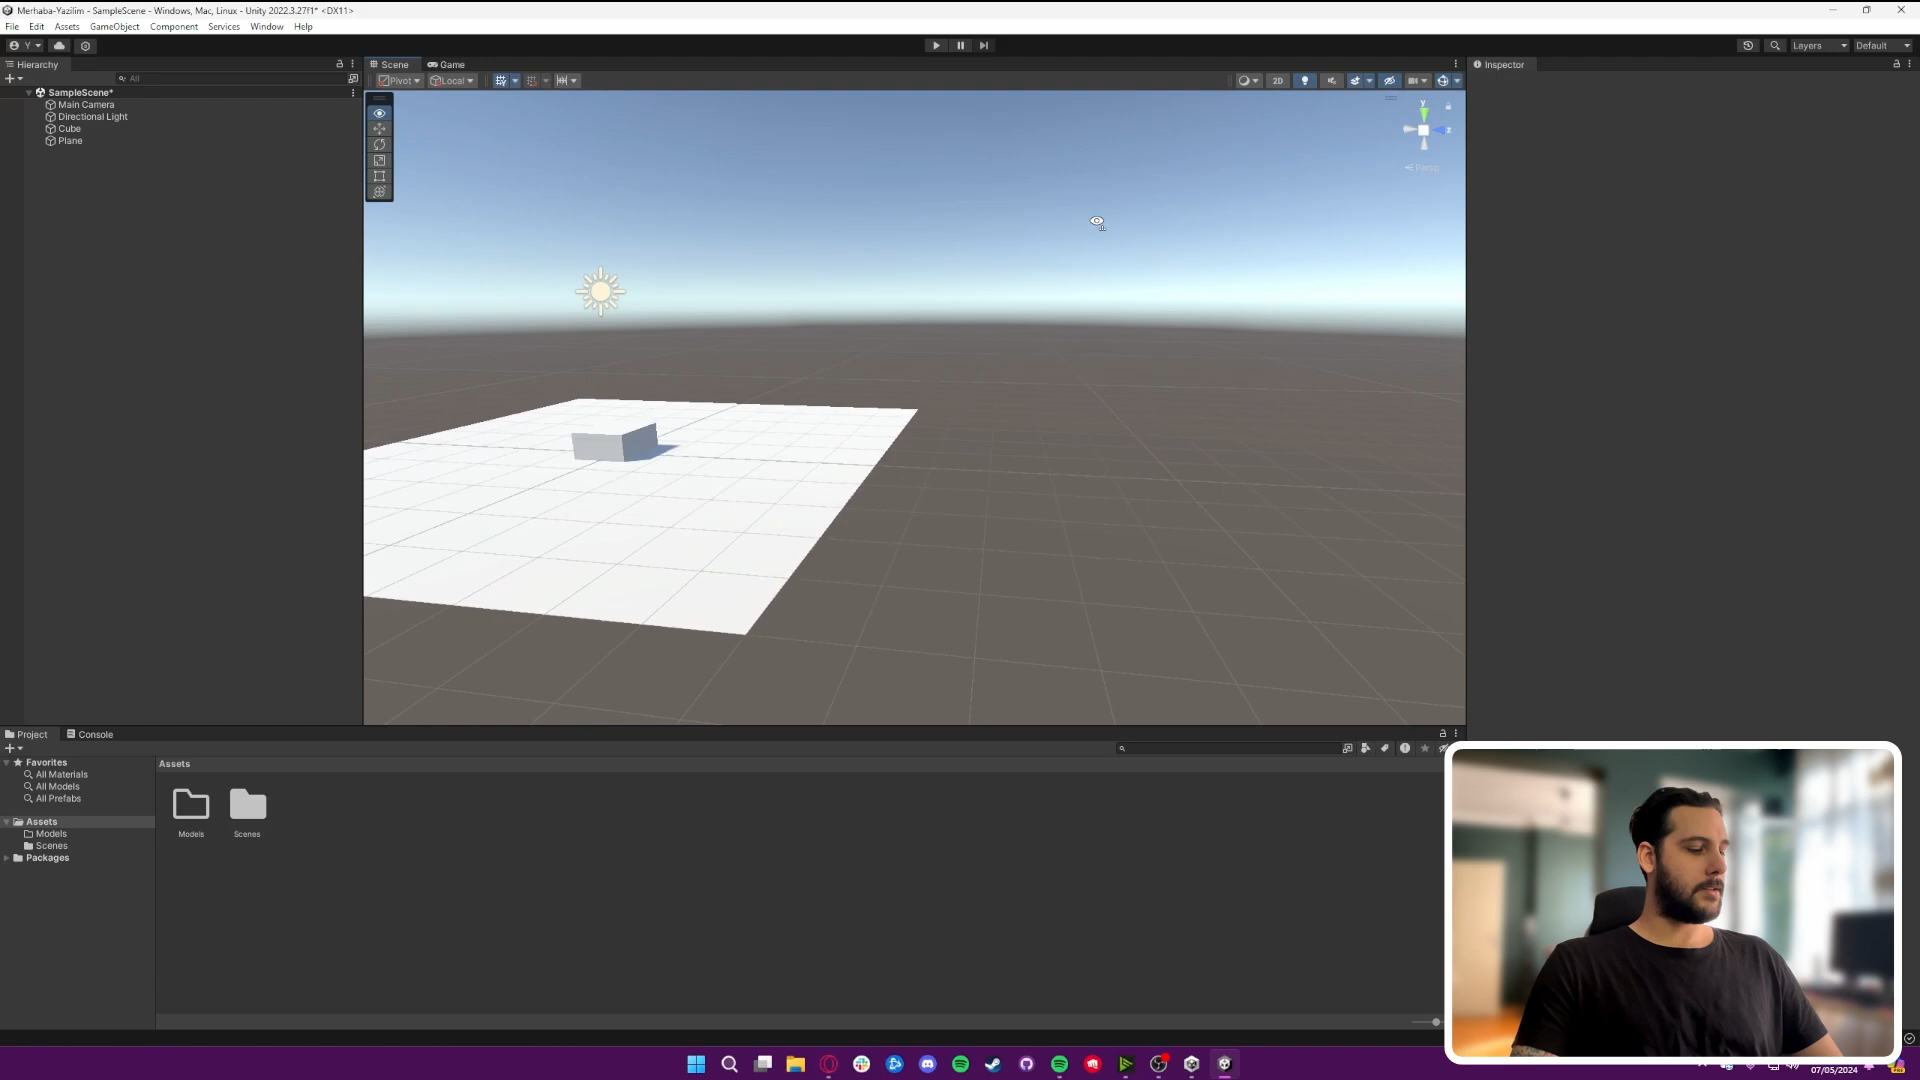 Merhaba-Yazilim - SampleScene - Windows, Mac, Linux - Unity 2022.3.27f1* <DX11>
File Edit Assets GameObject Component Services Window Help
Y
Layers
Default
Hierarchy
Scene
Game
Inspector
All
Pivot
Local
2D
SampleScene*
Main Camera
Directional Light
Cube
Plane
y
z
Persp
Project
Console
Favorites
All Materials
All Models
All Prefabs
Assets
Models
Scenes
Packages
Assets
Models
Scenes
07/05/2024